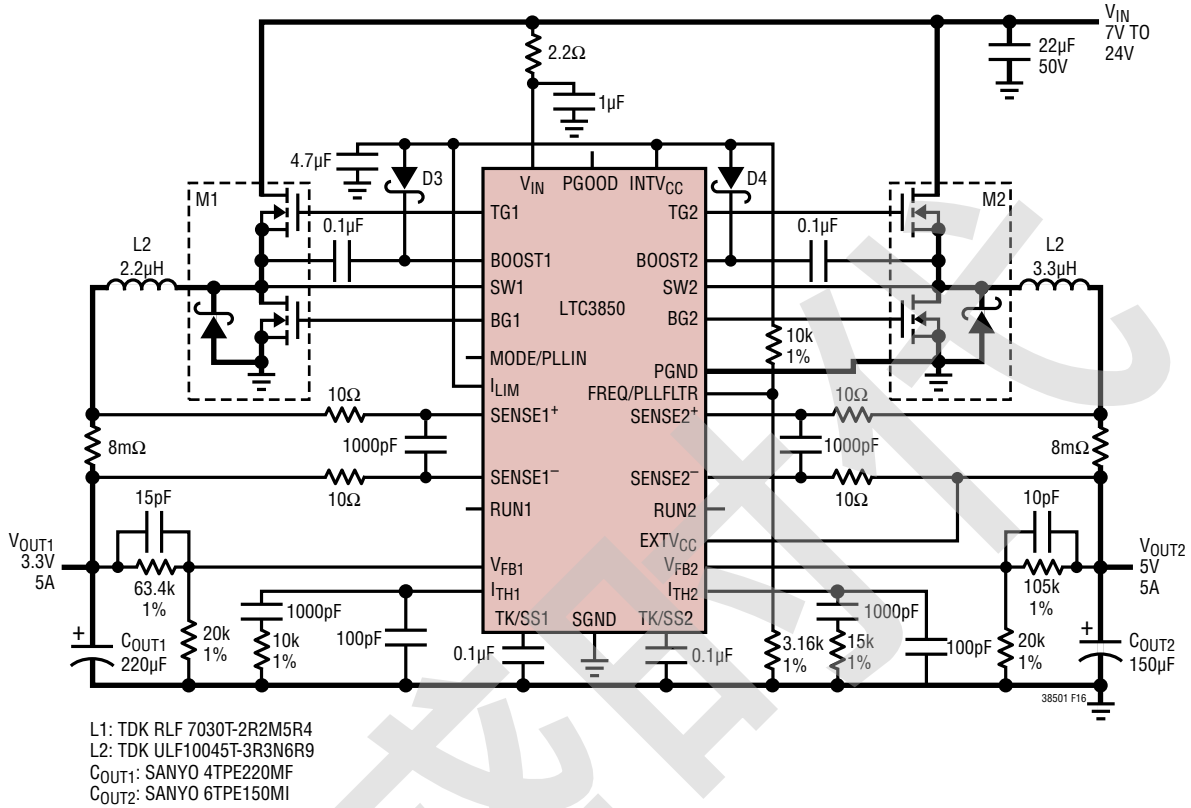 VIN
7V TO
24V
22µF
50V
2.2Ω
1µF
4.7µF
D3
D4
VIN
PGOOD
INTVCC
M1
M2
TG1
TG2
0.1µF
0.1µF
L2
2.2µH
L2
3.3µH
BOOST1
BOOST2
SW1
SW2
LTC3850
BG1
BG2
10k
1%
MODE/PLLIN
PGND
ILIM
FREQ/PLLFLTR
10Ω
10Ω
SENSE1+
SENSE2+
8mΩ
1000pF
1000pF
8mΩ
SENSE1–
SENSE2–
10Ω
10Ω
15pF
RUN1
RUN2
10pF
EXTVCC
VOUT1
3.3V
5A
VOUT2
5V
5A
VFB1
VFB2
63.4k
1%
105k
1%
ITH1
ITH2
1000pF
1000pF
TK/SS1
SGND
TK/SS2
+
COUT1
220µF
20k
1%
10k
1%
100pF
0.1µF
0.1µF
3.16k
1%
15k
1%
100pF
20k
1%
+
COUT2
150µF
38501 F16
L1: TDK RLF 7030T-2R2M5R4
L2: TDK ULF10045T-3R3N6R9
COUT1: SANYO 4TPE220MF
COUT2: SANYO 6TPE150MI